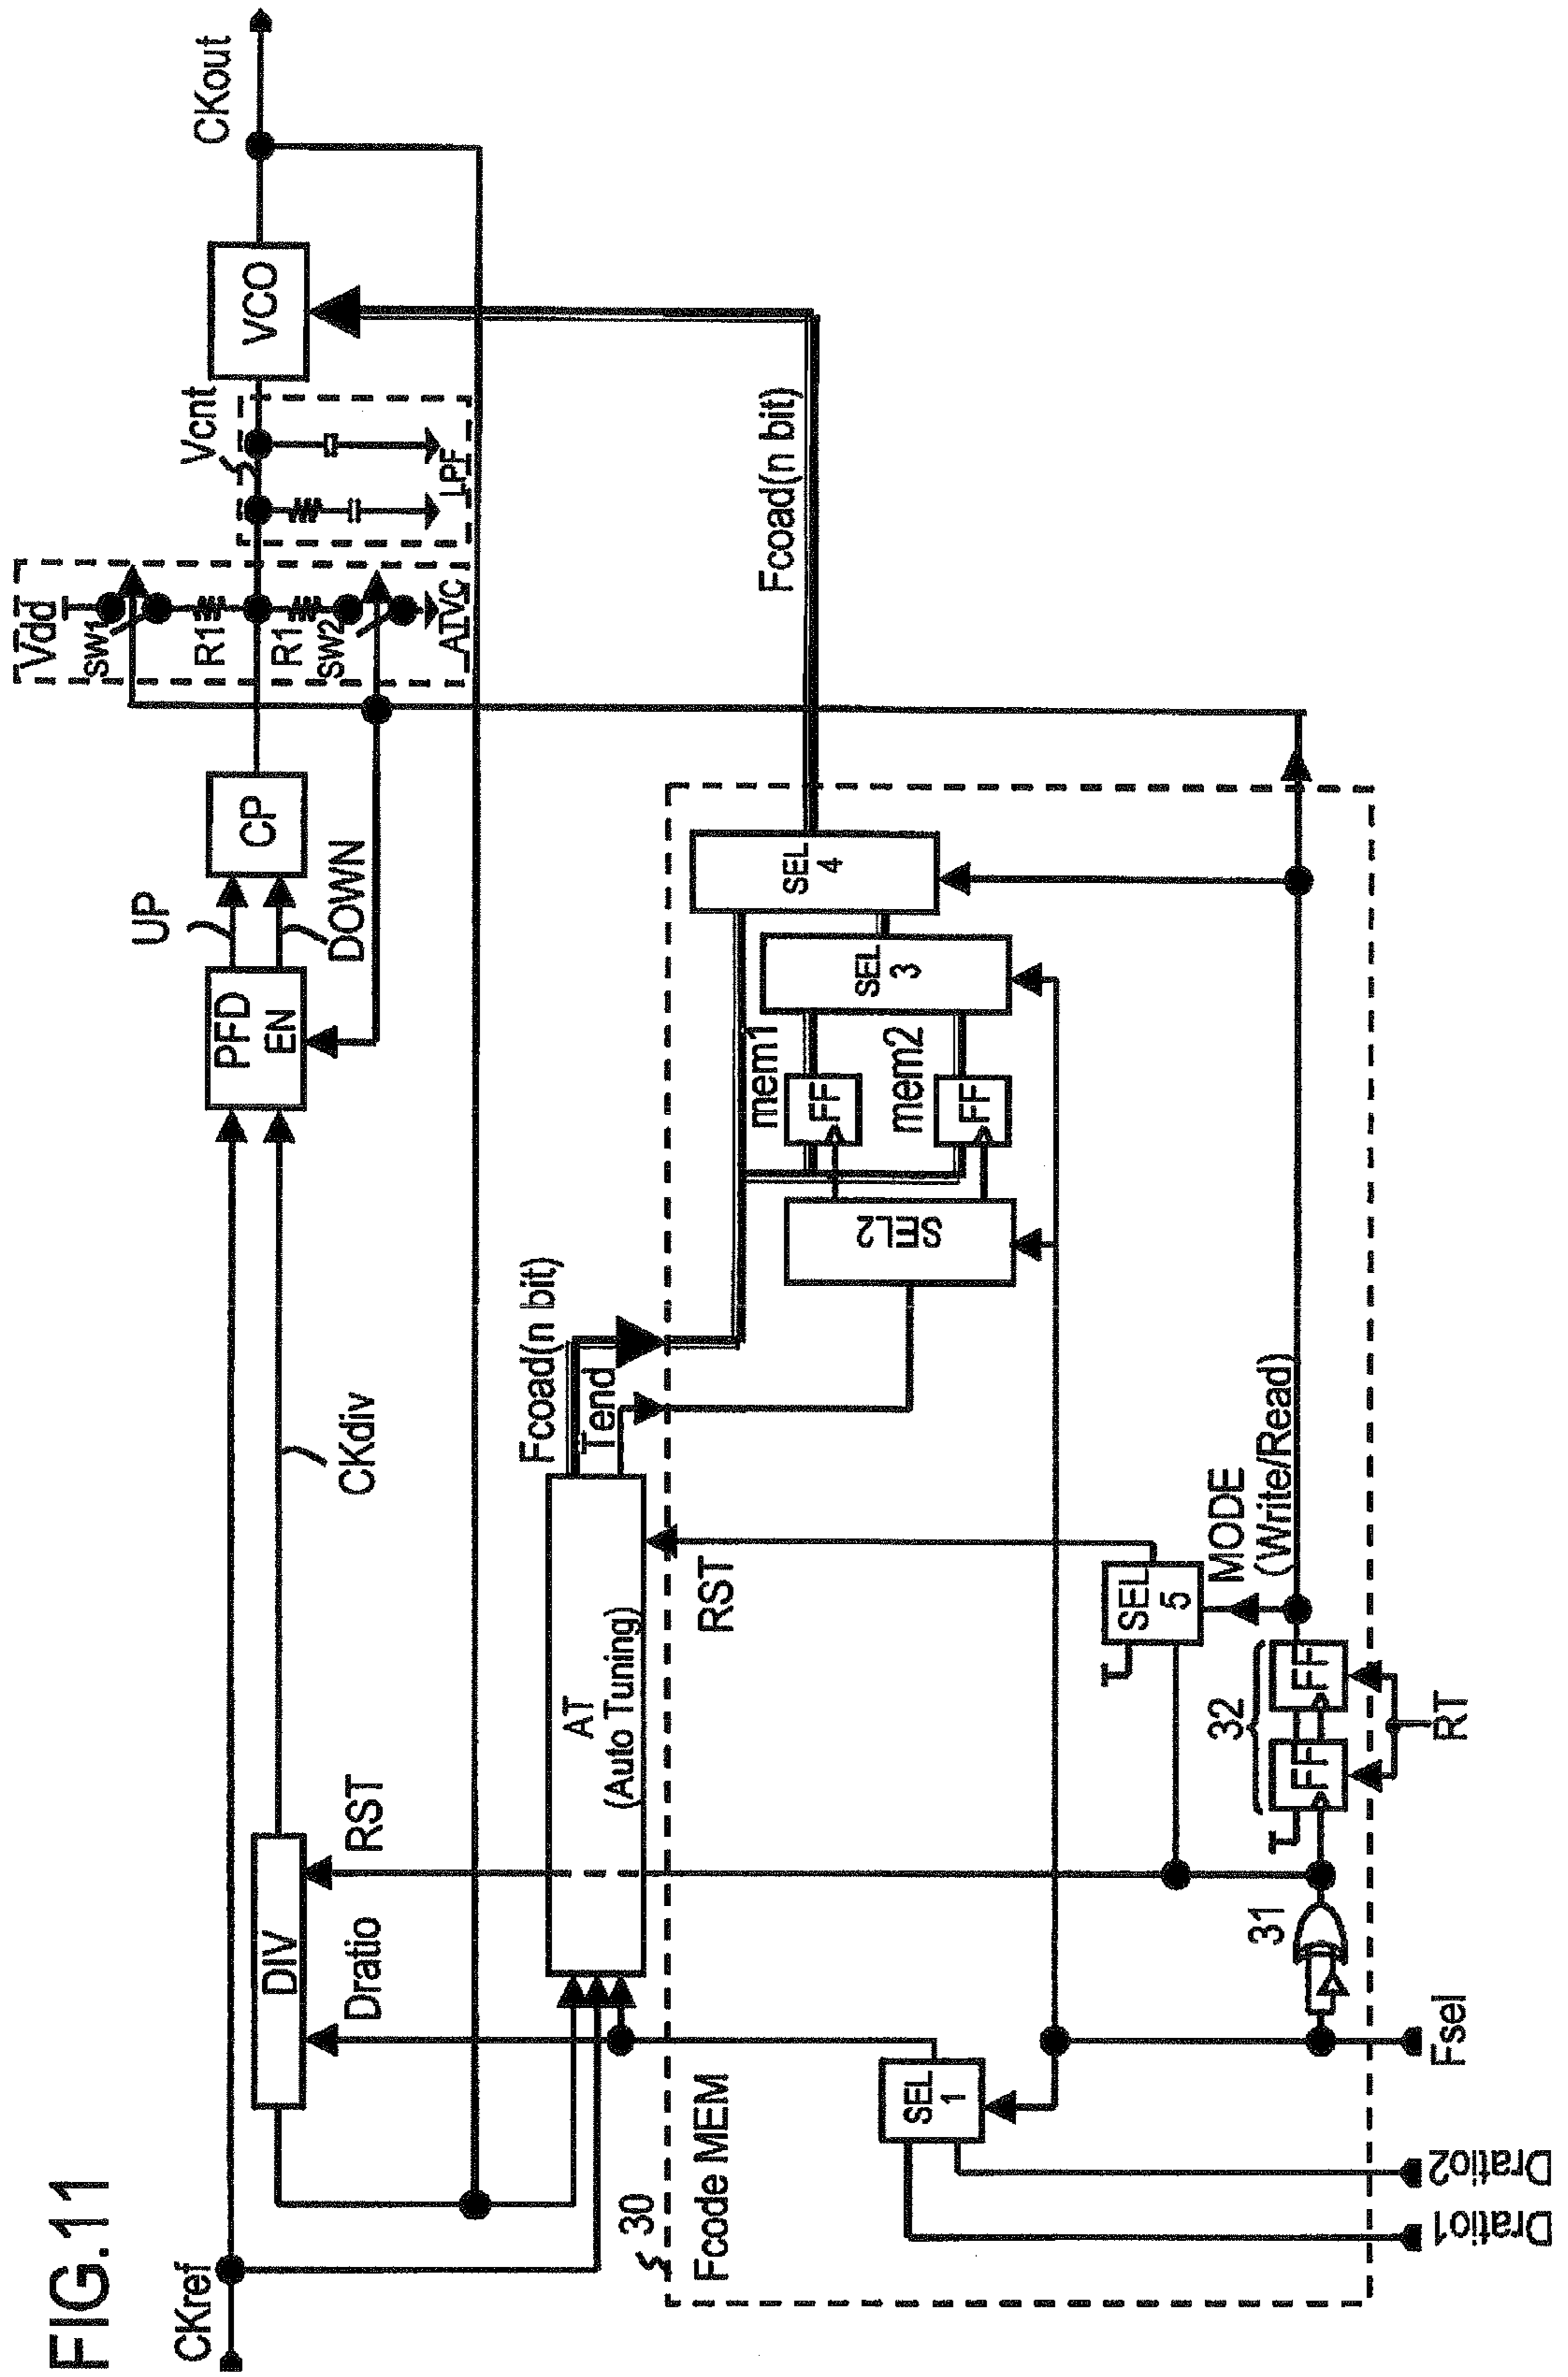 FIG.11
CKref
DIV
Dratio
RST
CKdiv
PFD
EN
UP
DOWN
CP
Vdd
SW1
R1
R1
SW2
ATVC
Vcnt
LPF
VCO
CKout
AT
(Auto Tuning)
Fcoad(n bit)
Tend
Fcoad(n bit)
30
Fcode MEM
RST
SEL
1
SEL2
mem1
FF
mem2
FF
SEL
3
SEL
4
SEL
5
MODE
(Write/Read)
31
32
FF
FF
RT
Dratio1
Dratio2
Fsel